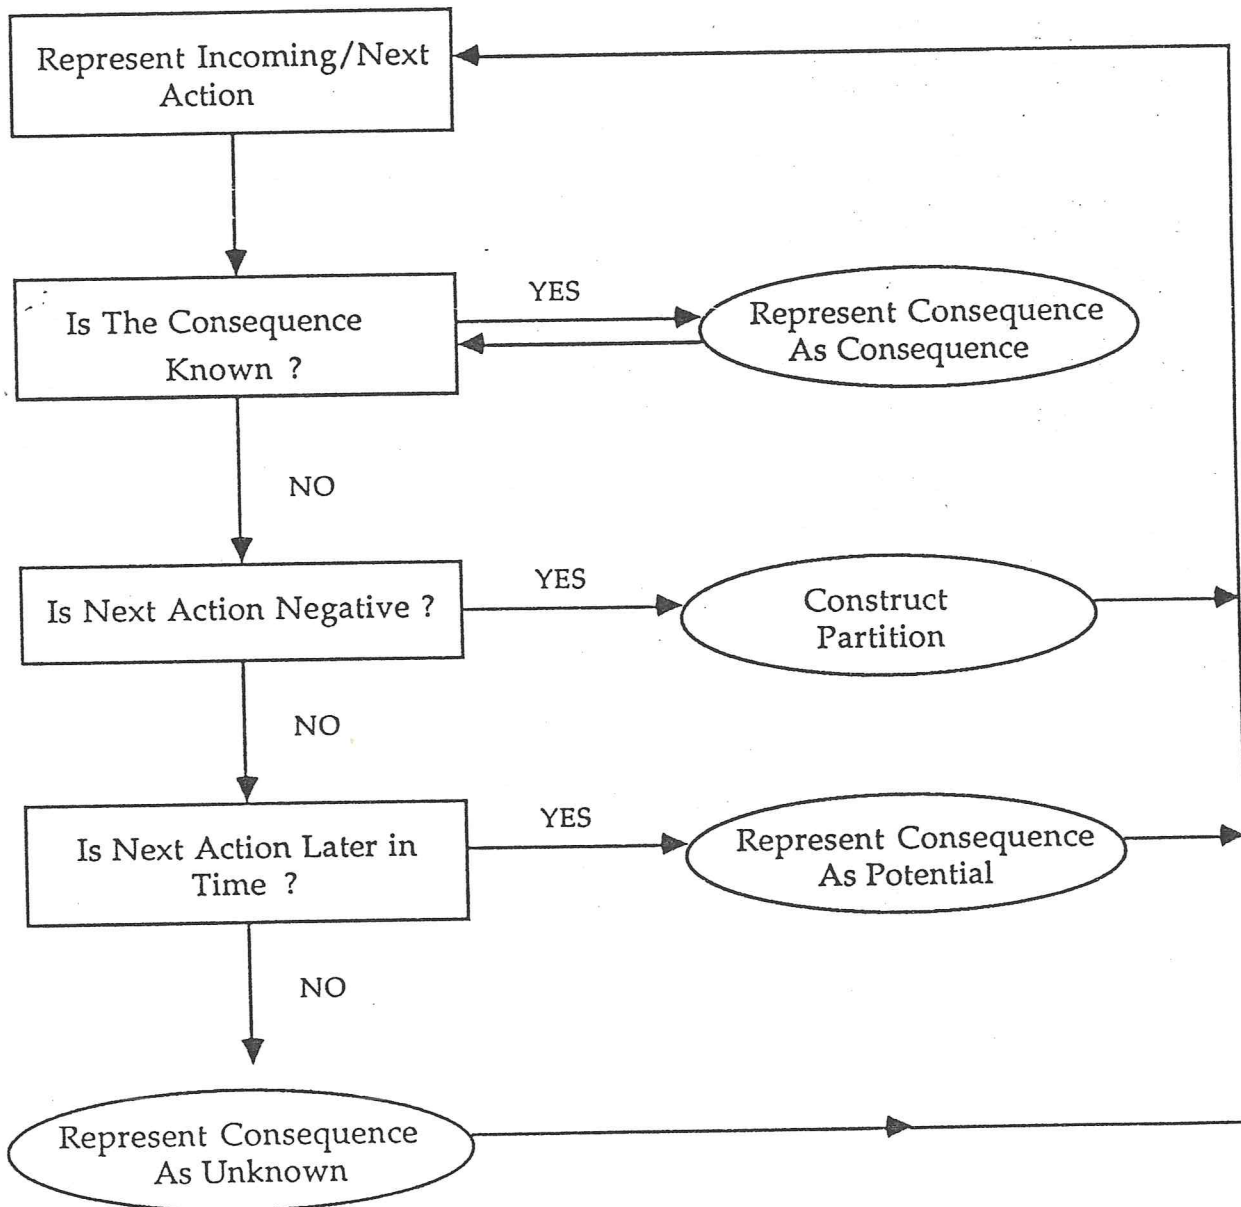 Represent Incoming/Next
Action
Is The Consequence
Known ?
YES
Represent Consequence
As Consequence
NO
Is Next Action Negative ?
YES
Construct
Partition
NO
Is Next Action Later in
Time ?
YES
Represent Consequence
As Potential
NO
Represent Consequence
As Unknown